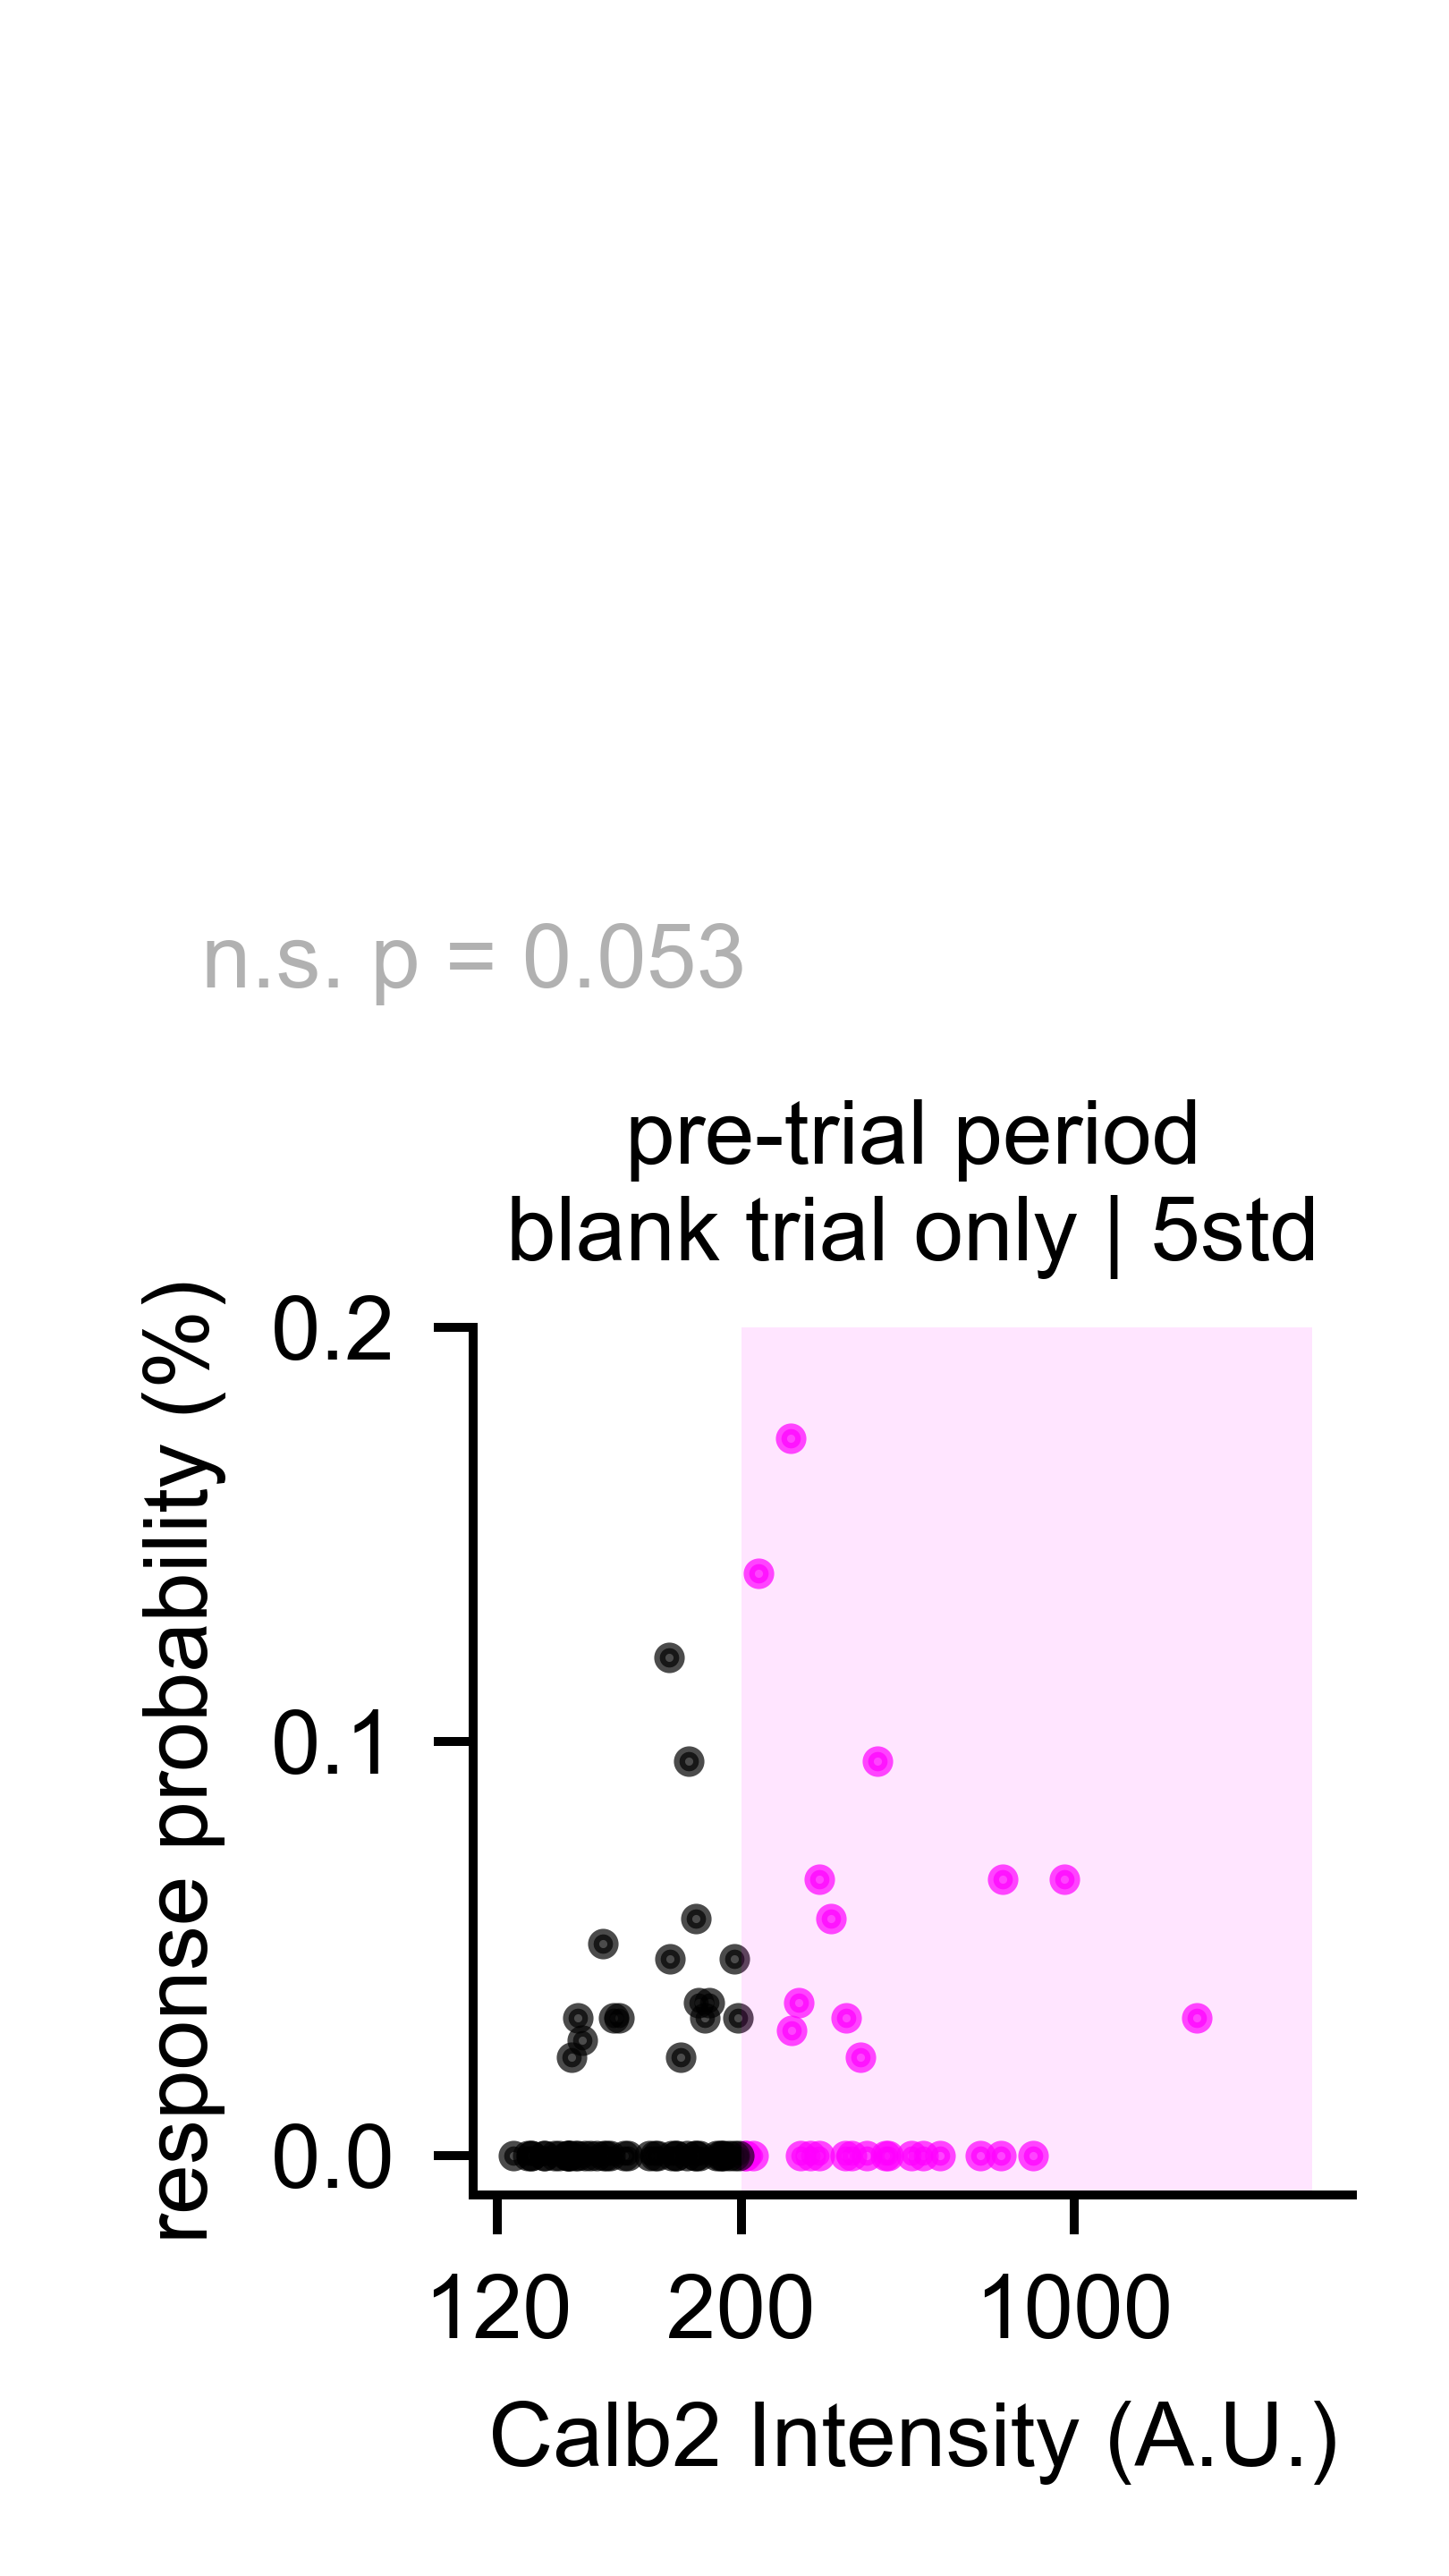 n.s. p = 0.053
pre-trial period
blank trial only | 5std
response probability (%)
0.2
0.1
0.0
120 200 1000
Calb2 Intensity (A.U.)